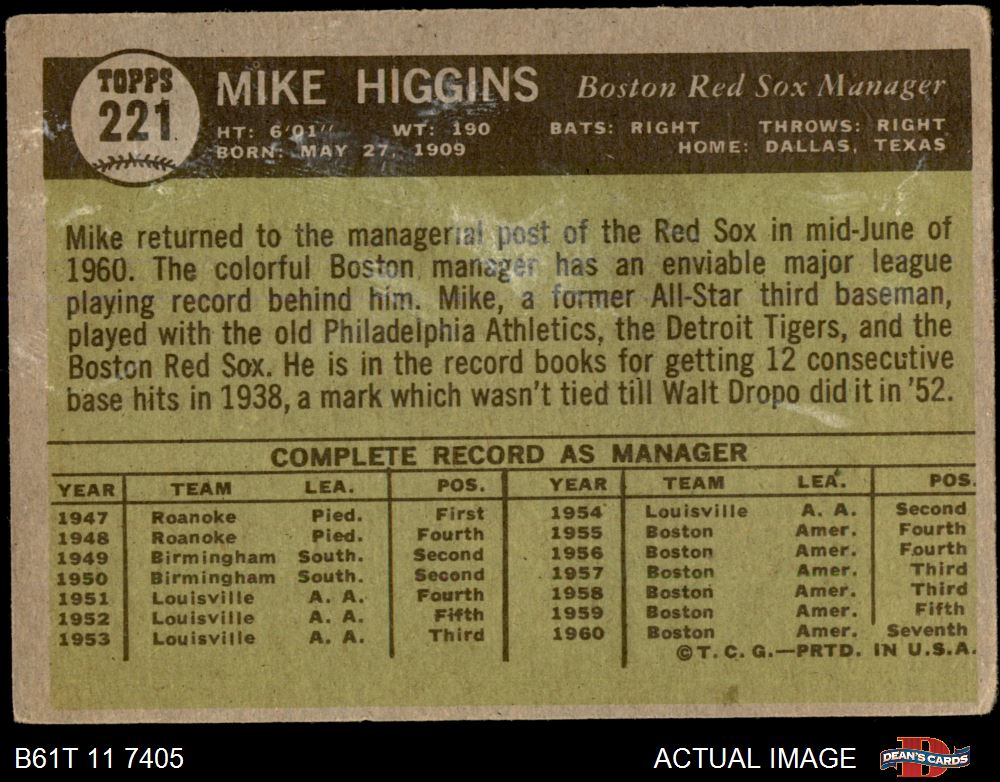 TOPPS
221
MIKE HIGGINS Boston Red Sox Manager
HT: 6'01" WT: 190 BATS: RIGHT THROWS: RIGHT
BORN: MAY 27, 1909 HOME: DALLAS, TEXAS
Mike returned to the managerial post of the Red Sox in mid-June of
1960. The colorful Boston manager has an enviable major league
playing record behind him. Mike, a former All-Star third baseman,
played with the old Philadelphia Athletics, the Detroit Tigers, and the
Boston Red Sox. He is in the record books for getting 12 consecutive
base hits in 1938, a mark which wasn't tied till Walt Dropo did it in '52.
COMPLETE RECORD AS MANAGER
YEAR TEAM LEA. POS. YEAR TEAM LEA. POS.
1947 Roanoke Pied. First 1954 Louisville A. A. Second
1948 Roanoke Pied. Fourth 1955 Boston Amer. Fourth
1949 Birmingham South. Second 1956 Boston Amer. Fourth
1950 Birmingham South. Second 1957 Boston Amer. Third
1951 Louisville A. A. Fourth 1958 Boston Amer. Third
1952 Louisville A. A. Fifth 1959 Boston Amer. Fifth
1953 Louisville A. A. Third 1960 Boston Amer. Seventh
©T. C. G.—PRTD. IN U.S.A.
B61T 11 7405 ACTUAL IMAGE DEAN'S CARDS